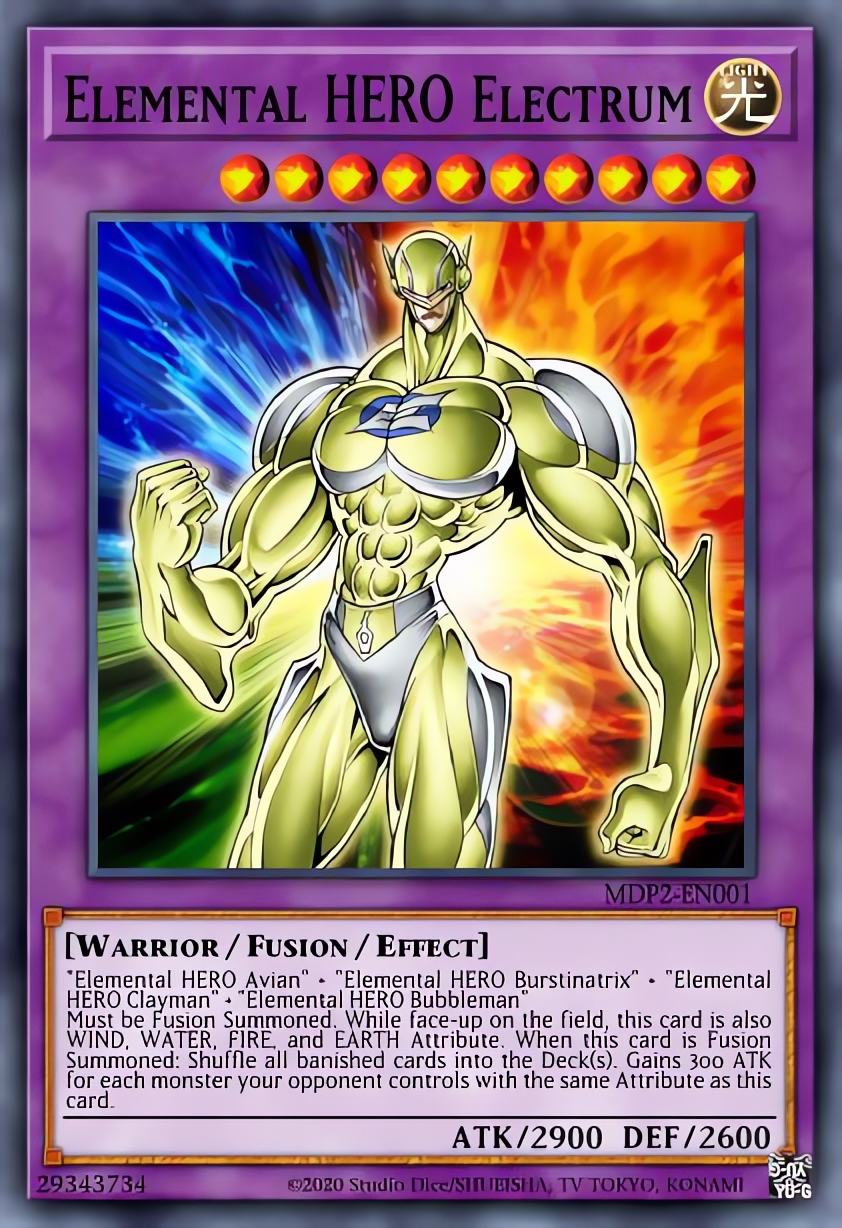 Elemental HERO Electrum
LIGHT
光
MDP2-EN001
[Warrior / Fusion / Effect]
"Elemental HERO Avian" • "Elemental HERO Burstinatrix" • "Elemental
HERO Clayman" • "Elemental HERO Bubbleman"
Must be Fusion Summoned. While face-up on the field, this card is also
WIND, WATER, FIRE, and EARTH Attribute. When this card is Fusion
Summoned: Shuffle all banished cards into the Deck(s). Gains 300 ATK
for each monster your opponent controls with the same Attribute as this
card.
ATK/2900 DEF/2600
29343734
©2020 Studio Dice/SHUEISHA, TV TOKYO, KONAMI